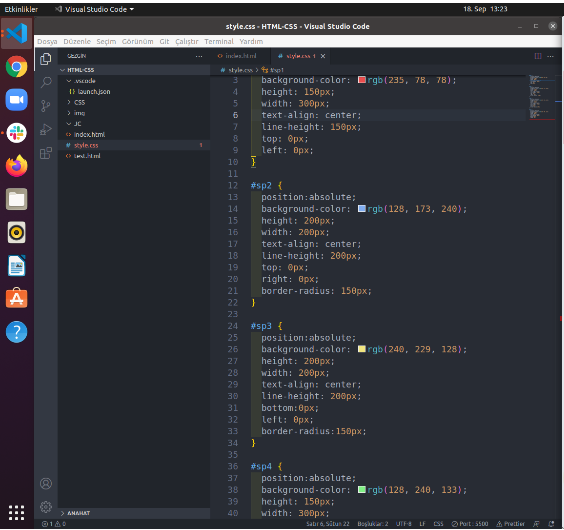 Etkinlikler
Visual Studio Code
18. Sep 13:23
style.css - HTML-CSS - Visual Studio Code
Dosya Düzenle Seçim Görünüm Git Çalıştır Terminal Yardım
GEZGİN
HTML-CSS
.vscode
launch.json
CSS
img
JC
index.html
style.css 1
test.html
ANAHAT
index.html
style.css 1
style.css > #sp1
3 background-color: rgb(235, 78, 78);
4 height: 150px;
5 width: 300px;
6 text-align: center;
7 line-height: 150px;
8 top: 0px;
9 left: 0px;
10 }
11
12 #sp2 {
13 position:absolute;
14 background-color: rgb(128, 173, 240);
15 height: 200px;
16 width: 200px;
17 text-align: center;
18 line-height: 200px;
19 top: 0px;
20 right: 0px;
21 border-radius: 150px;
22 }
23
24 #sp3 {
25 position:absolute;
26 background-color: rgb(240, 229, 128);
27 height: 200px;
28 width: 200px;
29 text-align: center;
30 line-height: 200px;
31 bottom:0px;
32 left: 0px;
33 border-radius:150px;
34 }
35
36 #sp4 {
37 position:absolute;
38 background-color: rgb(128, 240, 133);
39 height: 150px;
40 width: 300px;
1 0
Satır 6, Sütun 22 Boşluklar: 2 UTF-8 LF CSS Port : 5500 Prettier